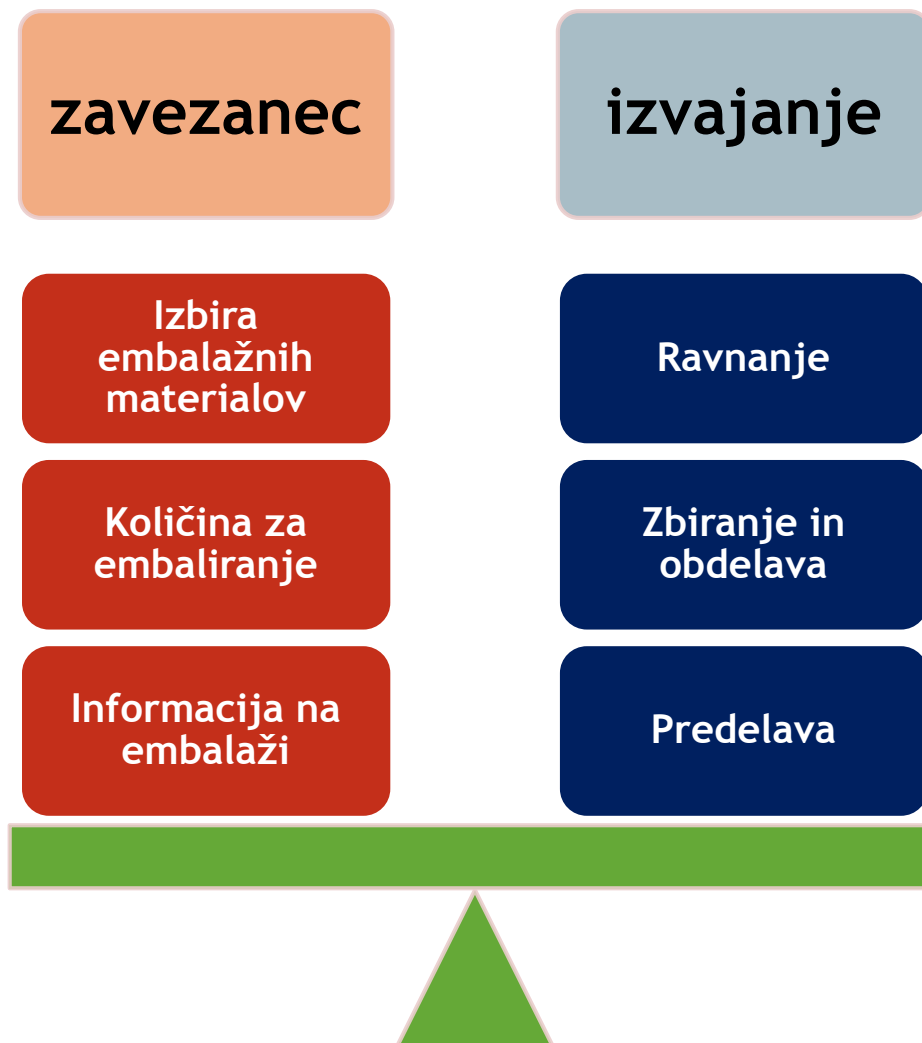 zavezanec
izvajanje
Izbira
embalažnih
materialov
Ravnanje
Količina za
embaliranje
Zbiranje in
obdelava
Informacija na
embalaži
Predelava